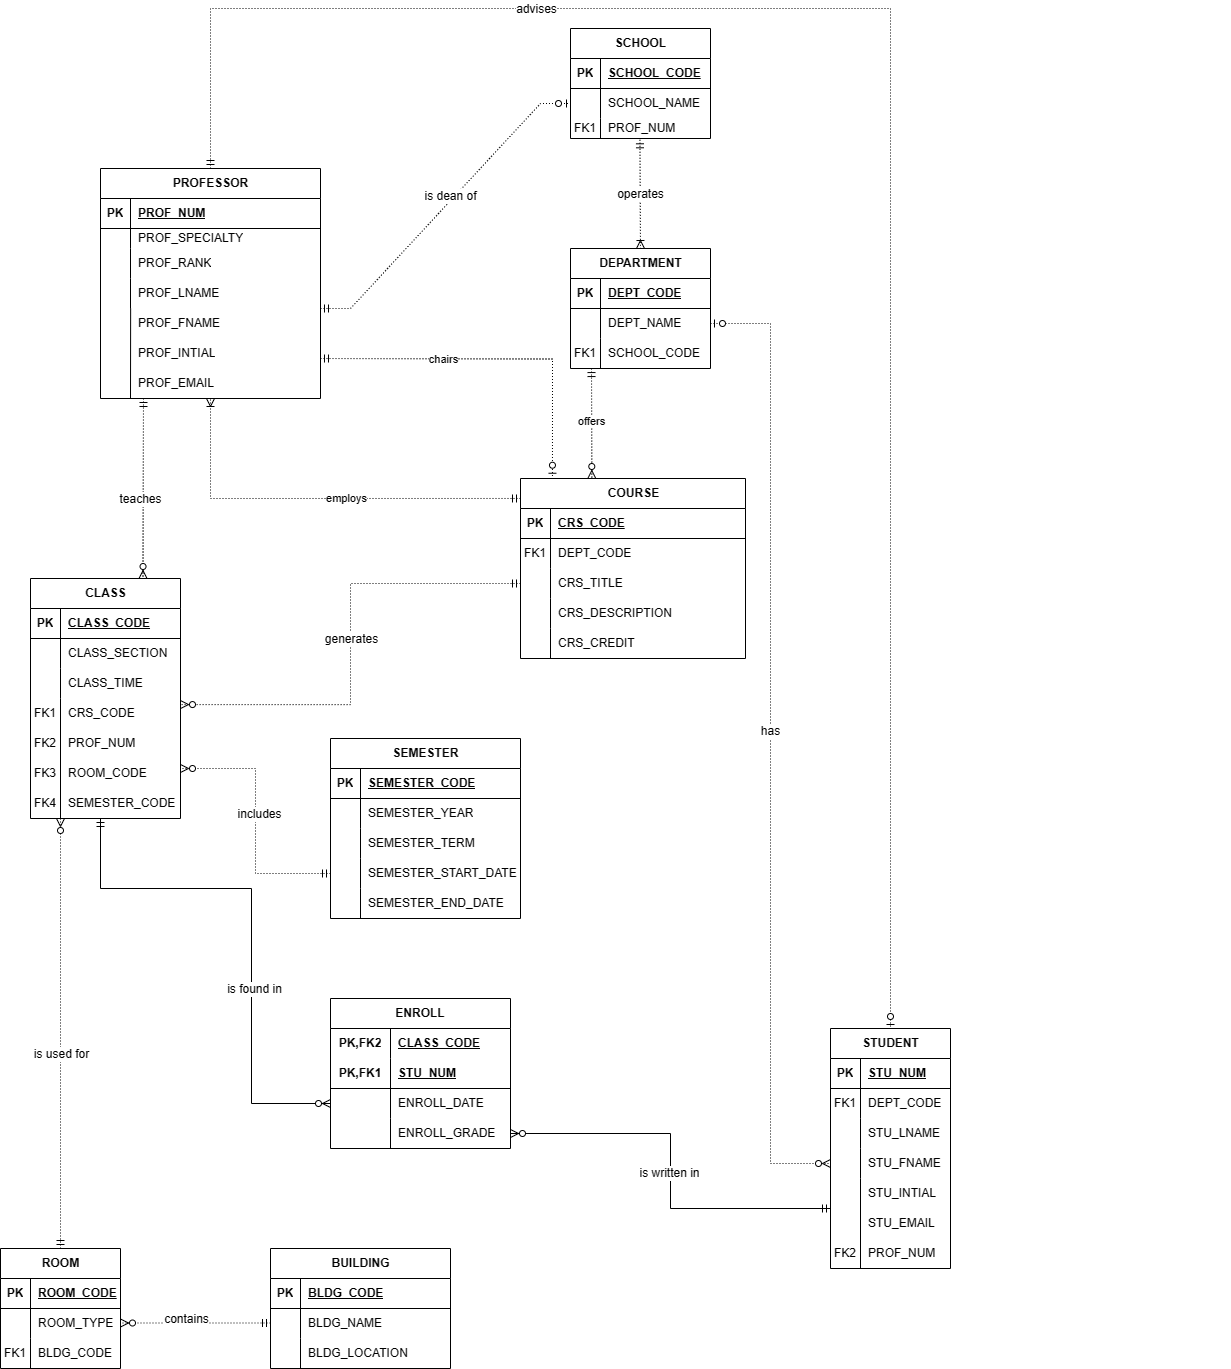 advises
SCHOOL
PK SCHOOL_CODE
SCHOOL_NAME
FK1 PROF_NUM
is dean of
operates
PROFESSOR
PK PROF_NUM
PROF_SPECIALTY
PROF_RANK
PROF_LNAME
PROF_FNAME
PROF_INTIAL
PROF_EMAIL
DEPARTMENT
PK DEPT_CODE
DEPT_NAME
FK1 SCHOOL_CODE
chairs
offers
teaches
employs
COURSE
PK CRS_CODE
FK1 DEPT_CODE
CRS_TITLE
CRS_DESCRIPTION
CRS_CREDIT
generates
CLASS
PK CLASS_CODE
CLASS_SECTION
CLASS_TIME
FK1 CRS_CODE
FK2 PROF_NUM
FK3 ROOM_CODE
FK4 SEMESTER_CODE
has
includes
SEMESTER
PK SEMESTER_CODE
SEMESTER_YEAR
SEMESTER_TERM
SEMESTER_START_DATE
SEMESTER_END_DATE
is found in
is used for
ENROLL
PK,FK2 CLASS_CODE
PK,FK1 STU_NUM
ENROLL_DATE
ENROLL_GRADE
is written in
STUDENT
PK STU_NUM
FK1 DEPT_CODE
STU_LNAME
STU_FNAME
STU_INTIAL
STU_EMAIL
FK2 PROF_NUM
ROOM
PK ROOM_CODE
ROOM_TYPE
FK1 BLDG_CODE
contains
BUILDING
PK BLDG_CODE
BLDG_NAME
BLDG_LOCATION